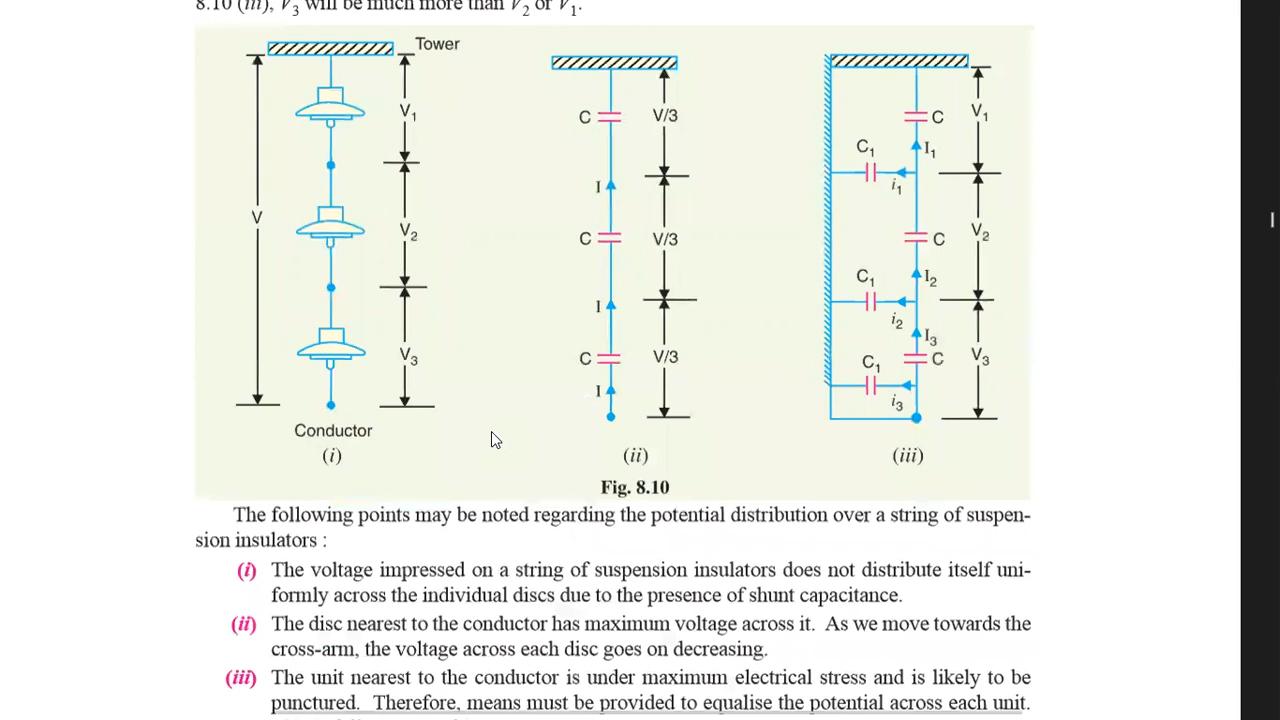 8.10 (iii), V3 will be much more than V2 or V1.
Tower
V
V1
V2
V3
Conductor
(i)
C
V/3
I
C
V/3
I
C
V/3
I
(ii)
C
V1
C1
I1
i1
C
V2
C1
I2
i2
I3
C
V3
C1
i3
(iii)
Fig. 8.10
The following points may be noted regarding the potential distribution over a string of suspen-
sion insulators :
(i) The voltage impressed on a string of suspension insulators does not distribute itself uni-
formly across the individual discs due to the presence of shunt capacitance.
(ii) The disc nearest to the conductor has maximum voltage across it. As we move towards the
cross-arm, the voltage across each disc goes on decreasing.
(iii) The unit nearest to the conductor is under maximum electrical stress and is likely to be
punctured. Therefore, means must be provided to equalise the potential across each unit.